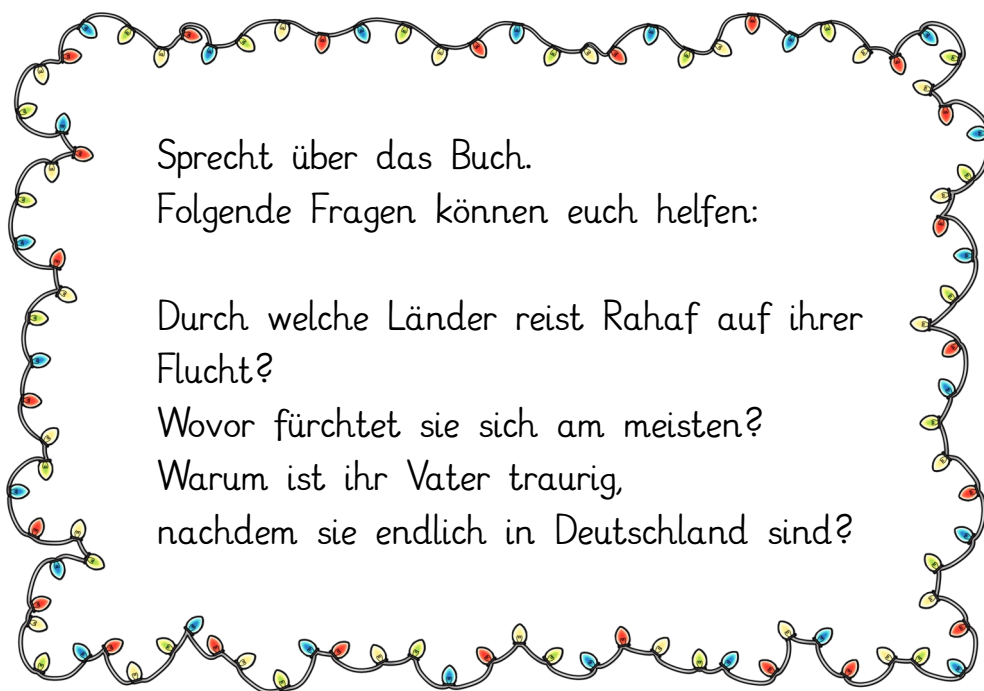 Sprecht über das Buch.
Folgende Fragen können euch helfen:
Durch welche Länder reist Rahaf auf ihrer
Flucht?
Wovor fürchtet sie sich am meisten?
Warum ist ihr Vater traurig,
nachdem sie endlich in Deutschland sind?